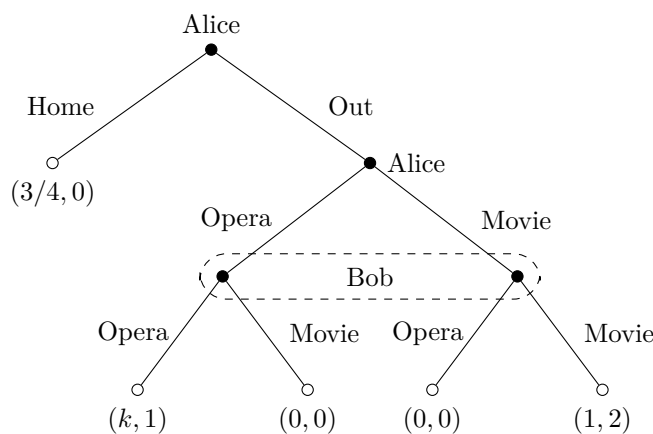 Alice
Home
Out
Alice
(3/4, 0)
Opera
Movie
Bob
Opera
Movie
Opera
Movie
(k, 1)
(0, 0)
(0, 0)
(1, 2)